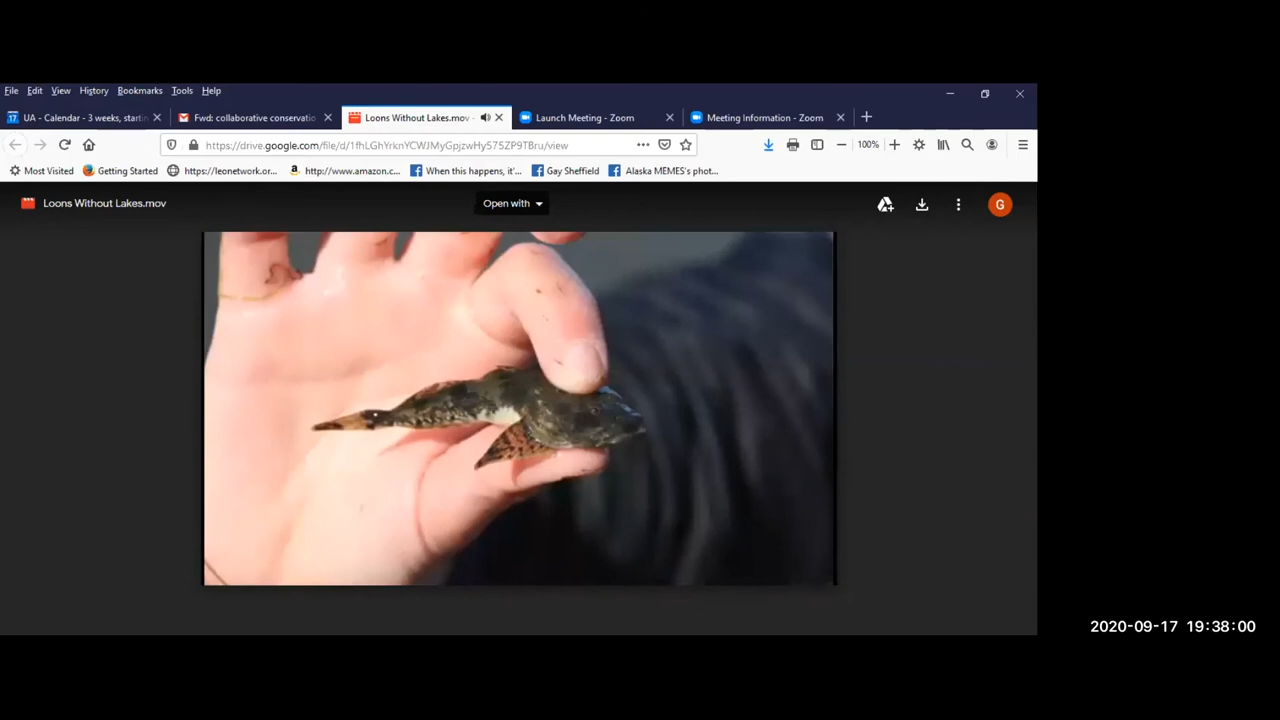 File Edit View History Bookmarks Tools Help
17 UA - Calendar - 3 weeks, startin Fwd: collaborative conservatio Loons Without Lakes.mov - Launch Meeting - Zoom Meeting Information - Zoom
https://drive.google.com/file/d/1fhLGhYrknYCWJMyGpjzwHyS75ZP9TBru/view 100%
Most Visited Getting Started https://leonetwork.or... http://www.amazon.c... When this happens, it'... Gay Sheffield Alaska MEMES's phot...
Loons Without Lakes.mov Open with G
2020-09-17 19:38:00